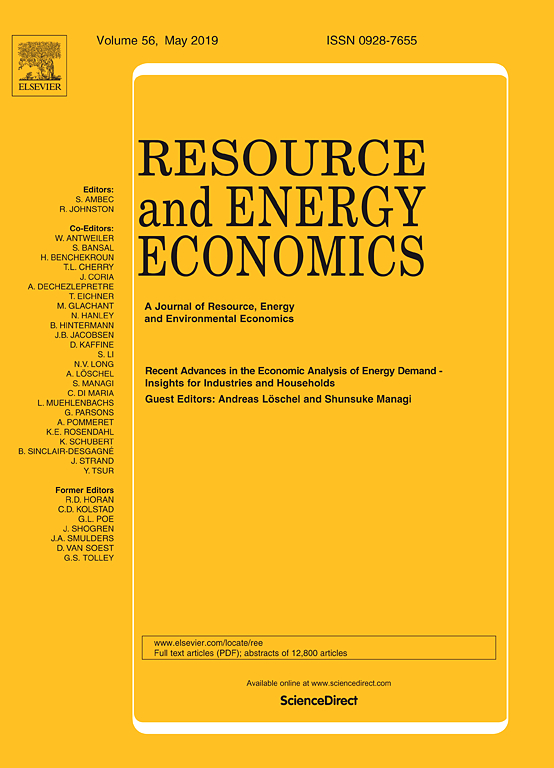 Volume 56, May 2019
ISSN 0928-7655
ELSEVIER
RESOURCE
and ENERGY
ECONOMICS
A Journal of Resource, Energy
and Environmental Economics
Recent Advances in the Economic Analysis of Energy Demand -
Insights for Industries and Households
Guest Editors: Andreas Löschel and Shunsuke Managi
Editors:
S. AMBEC
R. JOHNSTON
Co-Editors:
W. ANTWEILER
S. BANSAL
H. BENCHEKROUN
T.L. CHERRY
J. CORIA
A. DECHEZLEPRETRE
T. EICHNER
M. GLACHANT
N. HANLEY
B. HINTERMANN
J.B. JACOBSEN
D. KAFFINE
S. LI
N.V. LONG
A. LÖSCHEL
S. MANAGI
C. DI MARIA
L. MUEHLENBACHS
G. PARSONS
A. POMMERET
K.E. ROSENDAHL
K. SCHUBERT
B. SINCLAIR-DESGAGNÉ
J. STRAND
Y. TSUR
Former Editors
R.D. HORAN
C.D. KOLSTAD
G.L. POE
J. SHOGREN
J.A. SMULDERS
D. VAN SOEST
G.S. TOLLEY
www.elsevier.com/locate/ree
Full text articles (PDF); abstracts of 12,800 articles
Available online at www.sciencedirect.com
ScienceDirect